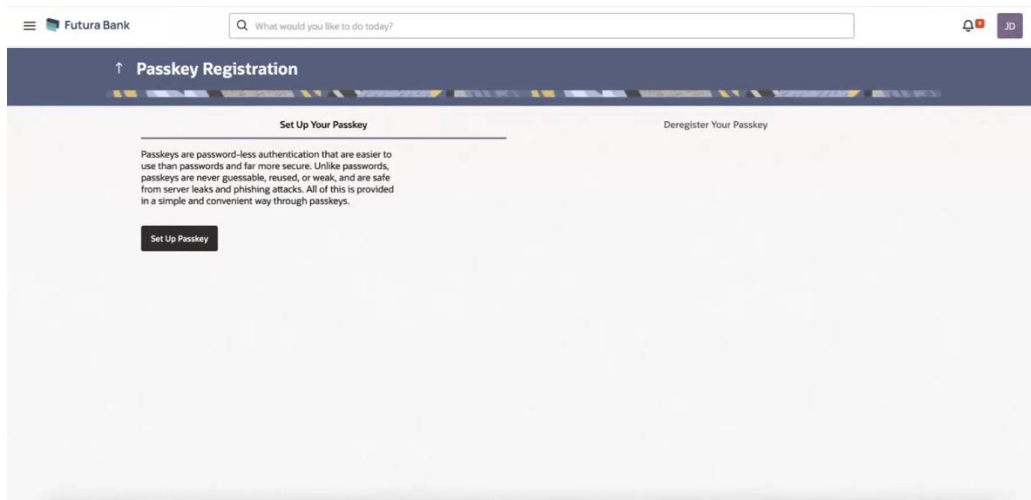 Futura Bank
What would you like to do today?
JD
Passkey Registration
Set Up Your Passkey
Deregister Your Passkey
Passkeys are password-less authentication that are easier to
use than passwords and far more secure. Unlike passwords,
passkeys are never guessable, reused, or weak, and are safe
from server leaks and phishing attacks. All of this is provided
in a simple and convenient way through passkeys.
Set Up Passkey